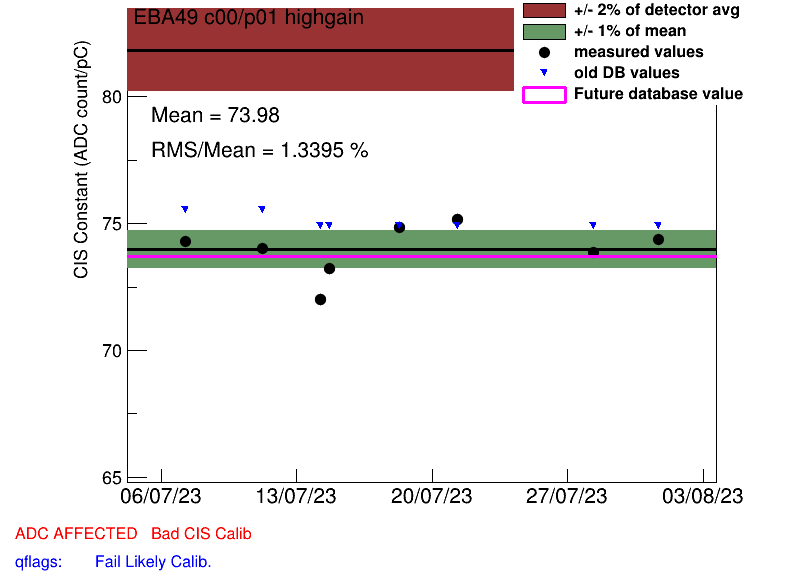 EBA49 c00/p01 highgain
+/- 2% of detector avg
+/- 1% of mean
measured values
old DB values
Future database value
Mean = 73.98
RMS/Mean = 1.3395 %
CIS Constant (ADC count/pC)
80
75
70
65
06/07/23 13/07/23 20/07/23 27/07/23 03/08/23
ADC AFFECTED Bad CIS Calib
qflags: Fail Likely Calib.